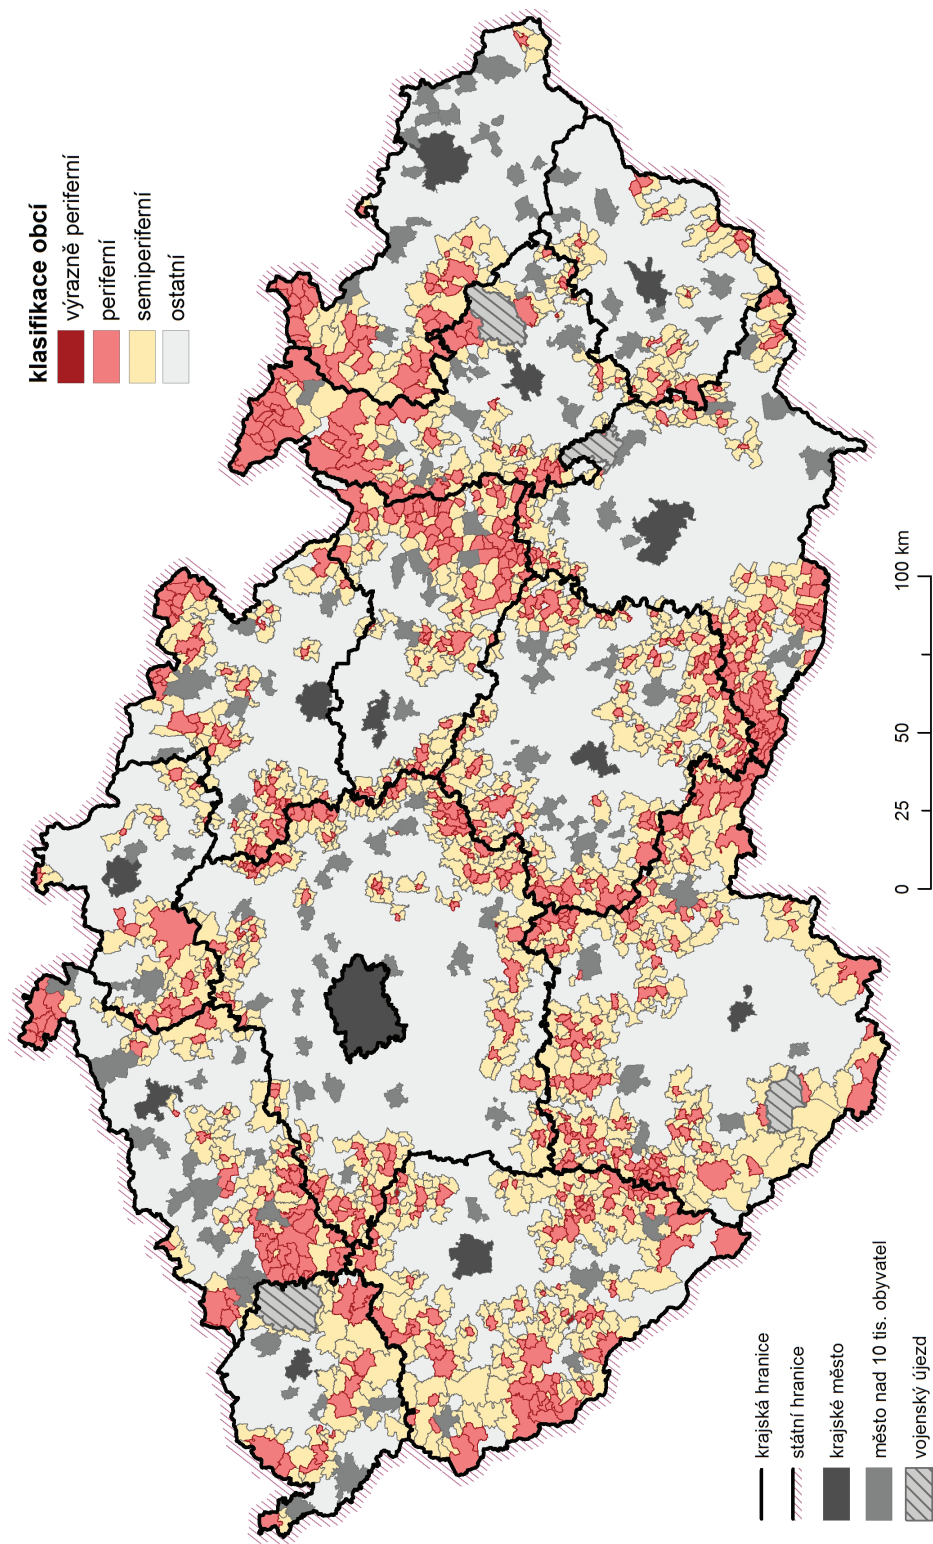 klasifikace obcí
výrazně periferní
periferní
semiperiferní
ostatní
krajská hranice
státní hranice
krajské město
město nad 10 tis. obyvatel
vojenský újezd
0 25 50 100 km